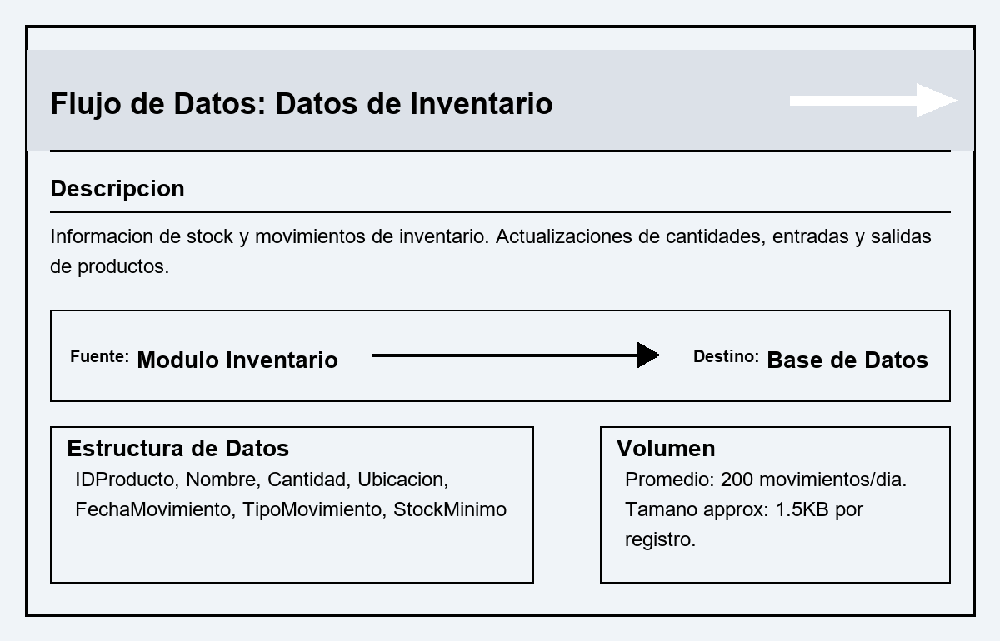 Flujo de Datos: Datos de Inventario
Descripcion
Informacion de stock y movimientos de inventario. Actualizaciones de cantidades, entradas y salidas
de productos.
Fuente: Modulo Inventario
Destino: Base de Datos
Estructura de Datos
IDProducto, Nombre, Cantidad, Ubicacion,
FechaMovimiento, TipoMovimiento, StockMinimo
Volumen
Promedio: 200 movimientos/dia.
Tamano approx: 1.5KB por
registro.